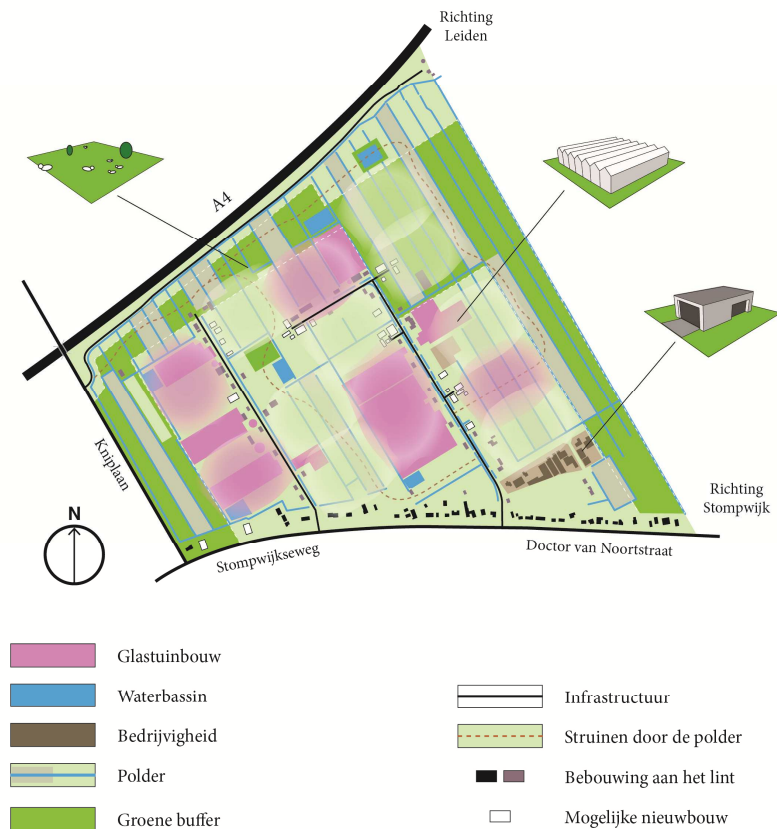 Richting
Leiden
A4
Kniplaan
N
Stompwijkseweg
Doctor van Noortstraat
Richting
Stompwijk
Glastuinbouw
Waterbassin
Bedrijvigheid
Polder
Groene buffer
Infrastructuur
Struinen door de polder
Bebouwing aan het lint
Mogelijke nieuwbouw